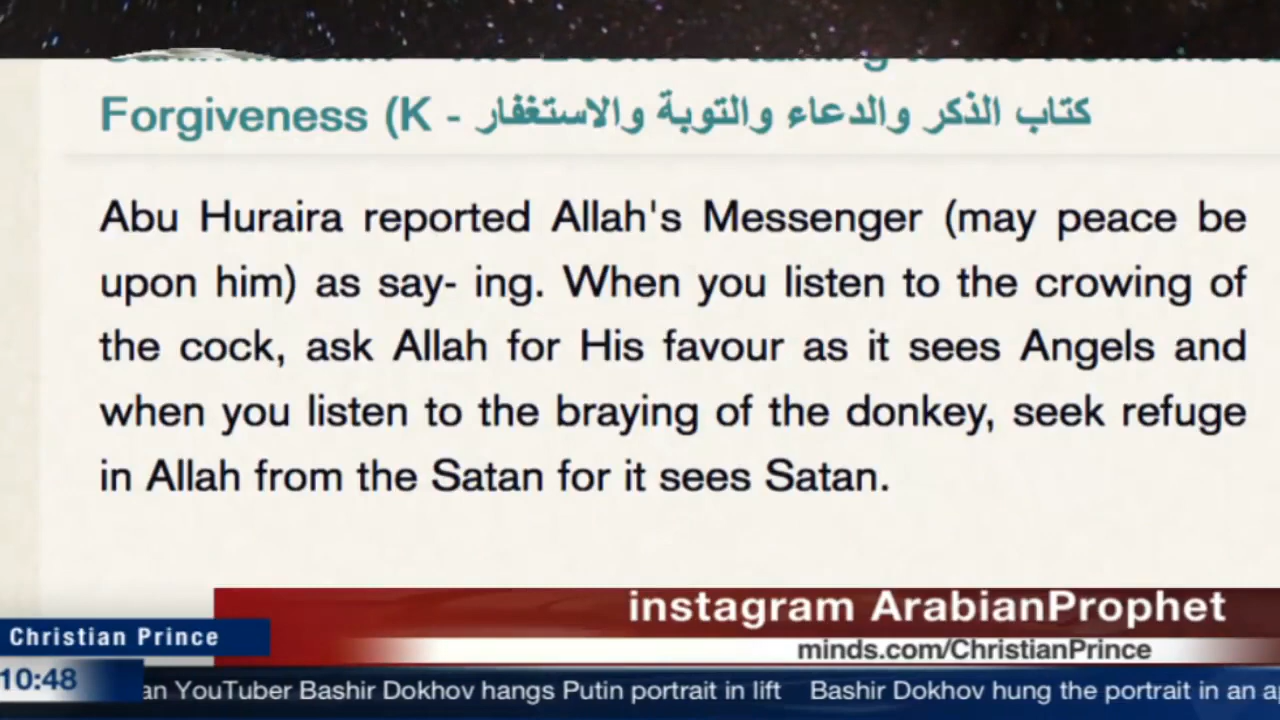 Forgiveness (K - كتاب الذكر والدعاء والتوبة والاستغفار
Abu Huraira reported Allah's Messenger (may peace be
upon him) as say- ing. When you listen to the crowing of
the cock, ask Allah for His favour as it sees Angels and
when you listen to the braying of the donkey, seek refuge
in Allah from the Satan for it sees Satan.
instagram ArabianProphet
Christian Prince
minds.com/ChristianPrince
10:48
an YouTuber Bashir Dokhov hangs Putin portrait in lift Bashir Dokhov hung the portrait in an a